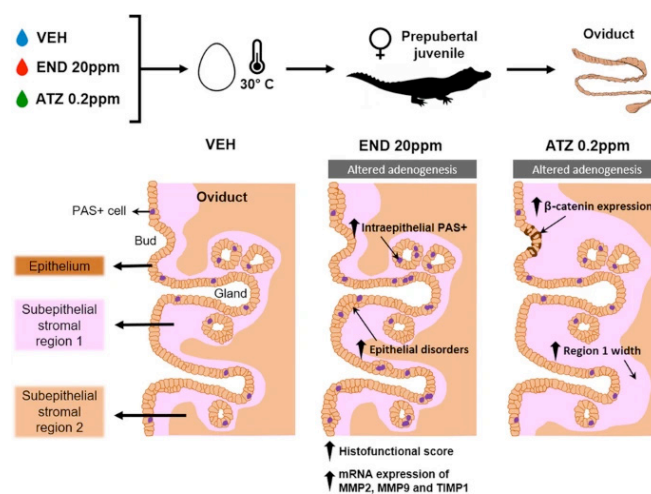 VEH
END 20ppm
ATZ 0.2ppm
30° C
Prepubertal
juvenile
Oviduct
VEH
END 20ppm
ATZ 0.2ppm
Altered adenogenesis
Altered adenogenesis
Oviduct
PAS+ cell
Bud
Epithelium
Gland
Subepithelial
stromal
region 1
Subepithelial
stromal
region 2
Intraepithelial PAS+
Epithelial disorders
Histofunctional score
mRNA expression of
MMP2, MMP9 and TIMP1
β-catenin expression
Region 1 width